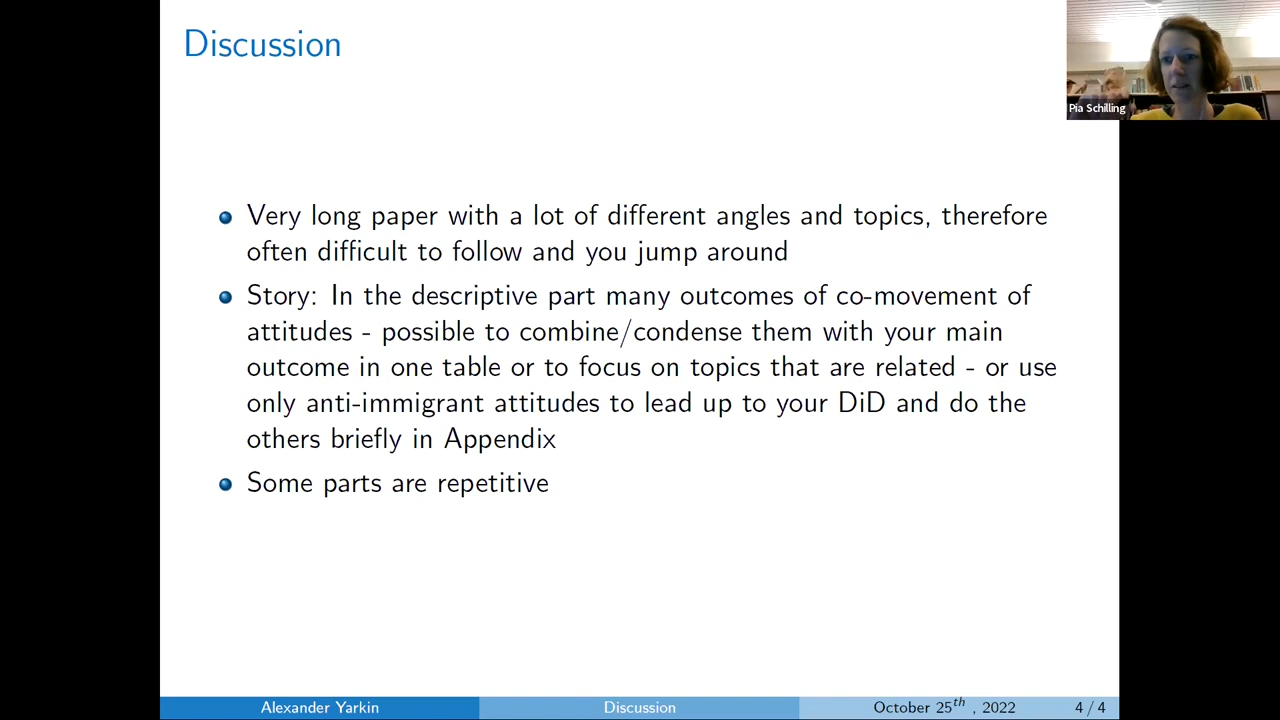 Discussion
Pia Schilling
Very long paper with a lot of different angles and topics, therefore
often difficult to follow and you jump around
Story: In the descriptive part many outcomes of co-movement of
attitudes - possible to combine/condense them with your main
outcome in one table or to focus on topics that are related - or use
only anti-immigrant attitudes to lead up to your DiD and do the
others briefly in Appendix
Some parts are repetitive
Alexander Yarkin Discussion October 25th , 2022 4 / 4